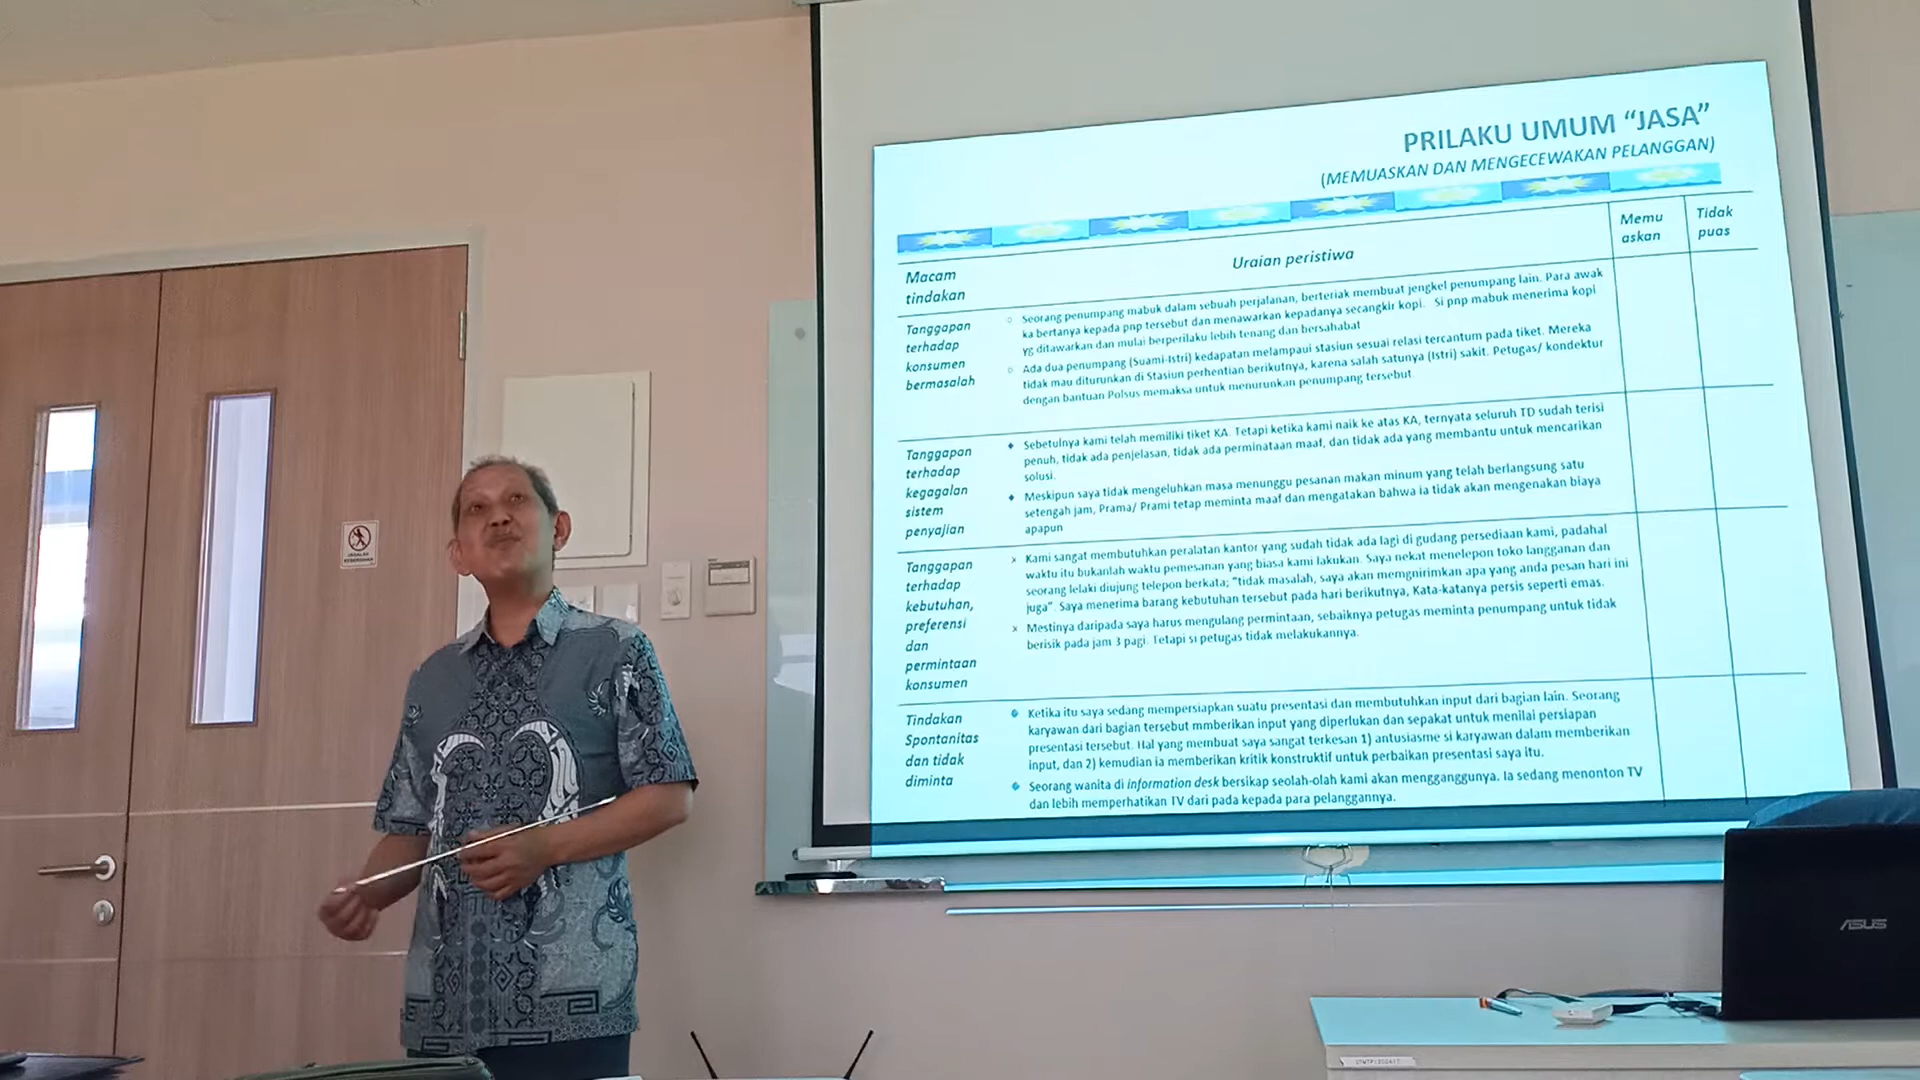 PRILAKU UMUM “JASA”
(MEMUASKAN DAN MENGECEWAKAN PELANGGAN)
Macam
tindakan
Uraian peristiwa
Memu
askan
Tidak
puas
Tanggapan
terhadap
konsumen
bermasalah
Seorang penumpang mabuk dalam sebuah perjalanan, berteriak membuat jengkel penumpang lain. Para awak
ka bertanya kepada pnp tersebut dan menawarkan kepadanya secangkir kopi. Si pnp mabuk menerima kopi
yg ditawarkan dan mulai berperilaku lebih tenang dan bersahabat
Ada dua penumpang (Suami-Istri) kedapatan melampaui stasiun sesuai relasi tercantum pada tiket. Mereka
tidak mau diturunkan di Stasiun perhentian berikutnya, karena salah satunya (Istri) sakit. Petugas/ kondektur
dengan bantuan Polsus memaksa untuk menurunkan penumpang tersebut
Tanggapan
terhadap
kegagalan
sistem
penyajian
Sebetulnya kami telah memiliki tiket KA. Tetapi ketika kami naik ke atas KA, ternyata seluruh TD sudah terisi
penuh, tidak ada penjelasan, tidak ada perminataan maaf, dan tidak ada yang membantu untuk mencarikan
solusi.
Meskipun saya tidak mengeluhkan masa menunggu pesanan makan minum yang telah berlangsung satu
setengah jam, Prama/ Prami tetap meminta maaf dan mengatakan bahwa ia tidak akan mengenakan biaya
apapun
Tanggapan
terhadap
kebutuhan,
preferensi
dan
permintaan
konsumen
Kami sangat membutuhkan peralatan kantor yang sudah tidak ada lagi di gudang persediaan kami, padahal
waktu itu bukanlah waktu pemesanan yang biasa kami lakukan. Saya nekat menelepon toko langganan dan
seorang lelaki diujung telepon berkata; “tidak masalah, saya akan memgnirimkan apa yang anda pesan hari ini
juga”. Saya menerima barang kebutuhan tersebut pada hari berikutnya, Kata-katanya persis seperti emas.
Mestinya daripada saya harus mengulang permintaan, sebaiknya petugas meminta penumpang untuk tidak
berisik pada jam 3 pagi. Tetapi si petugas tidak melakukannya.
Tindakan
Spontanitas
dan tidak
diminta
Ketika itu saya sedang mempersiapkan suatu presentasi dan membutuhkan input dari bagian lain. Seorang
karyawan dari bagian tersebut mmberikan input yang diperlukan dan sepakat untuk menilai persiapan
presentasi tersebut. Hal yang membuat saya sangat terkesan 1) antusiasme si karyawan dalam memberikan
input, dan 2) kemudian ia memberikan kritik konstruktif untuk perbaikan presentasi saya itu.
Seorang wanita di information desk bersikap seolah-olah kami akan mengganggunya. Ia sedang menonton TV
dan lebih memperhatikan TV dari pada kepada para pelanggannya.
JAGALAH
KEBERSIHAN
ASUS